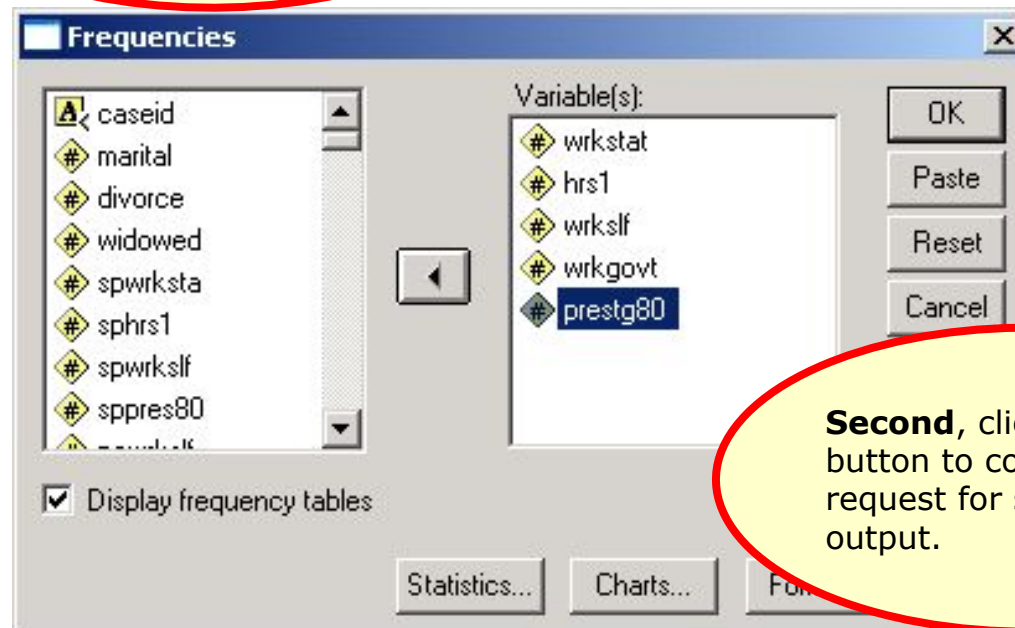 Frequencies
caseid
marital
divorce
widowed
spwrksta
sphrs1
spwrkslf
sppres80
Variable(s):
wrkstat
hrs1
wrkslf
wrkgovt
prestg80
OK
Paste
Reset
Cancel
Display frequency tables
Statistics...
Charts...
Second, cli
button to co
request for
output.